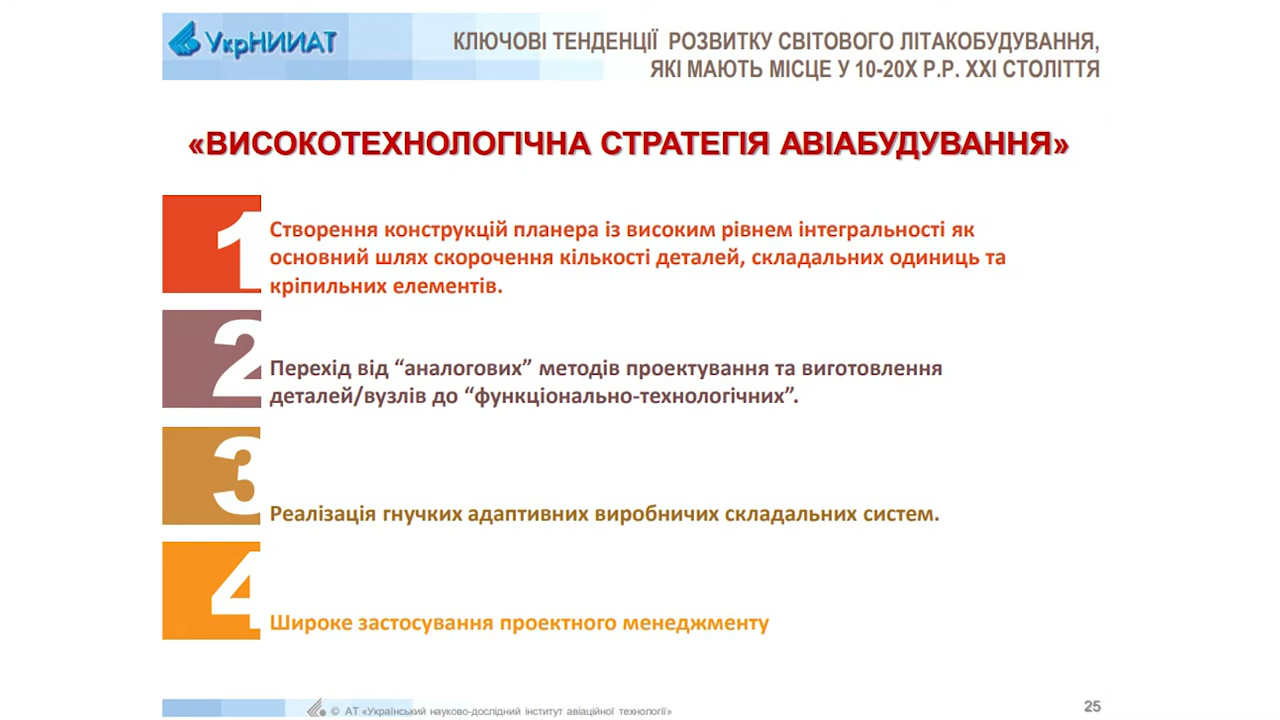 УкрНИИАТ
КЛЮЧОВІ ТЕНДЕНЦІЇ РОЗВИТКУ СВІТОВОГО ЛІТАКОБУДУВАННЯ,
ЯКІ МАЮТЬ МІСЦЕ У 10-20Х Р.Р. ХХІ СТОЛІТТЯ
«ВИСОКОТЕХНОЛОГІЧНА СТРАТЕГІЯ АВІАБУДУВАННЯ»
1
Створення конструкцій планера із високим рівнем інтегральності як
основний шлях скорочення кількості деталей, складальних одиниць та
кріпильних елементів.
2
Перехід від “аналогових” методів проектування та виготовлення
деталей/вузлів до “функціонально-технологічних”.
3
Реалізація гнучких адаптивних виробничих складальних систем.
4
Широке застосування проектного менеджменту
© АТ «Український науково-дослідний інститут авіаційної технології»
25